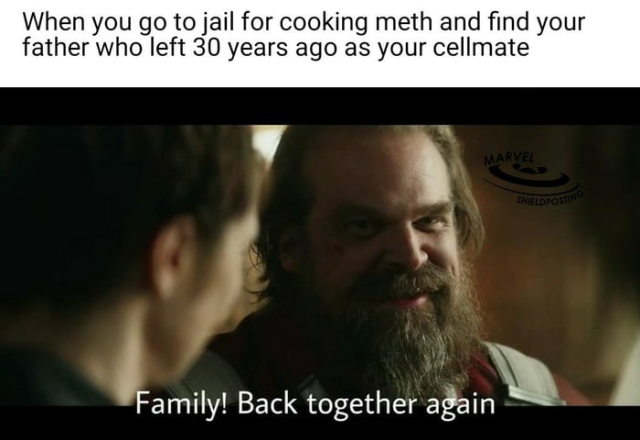 When you go to jail for cooking meth and find your
father who left 30 years ago as your cellmate
MARVEL
SHIELDPOSTING
Family! Back together again